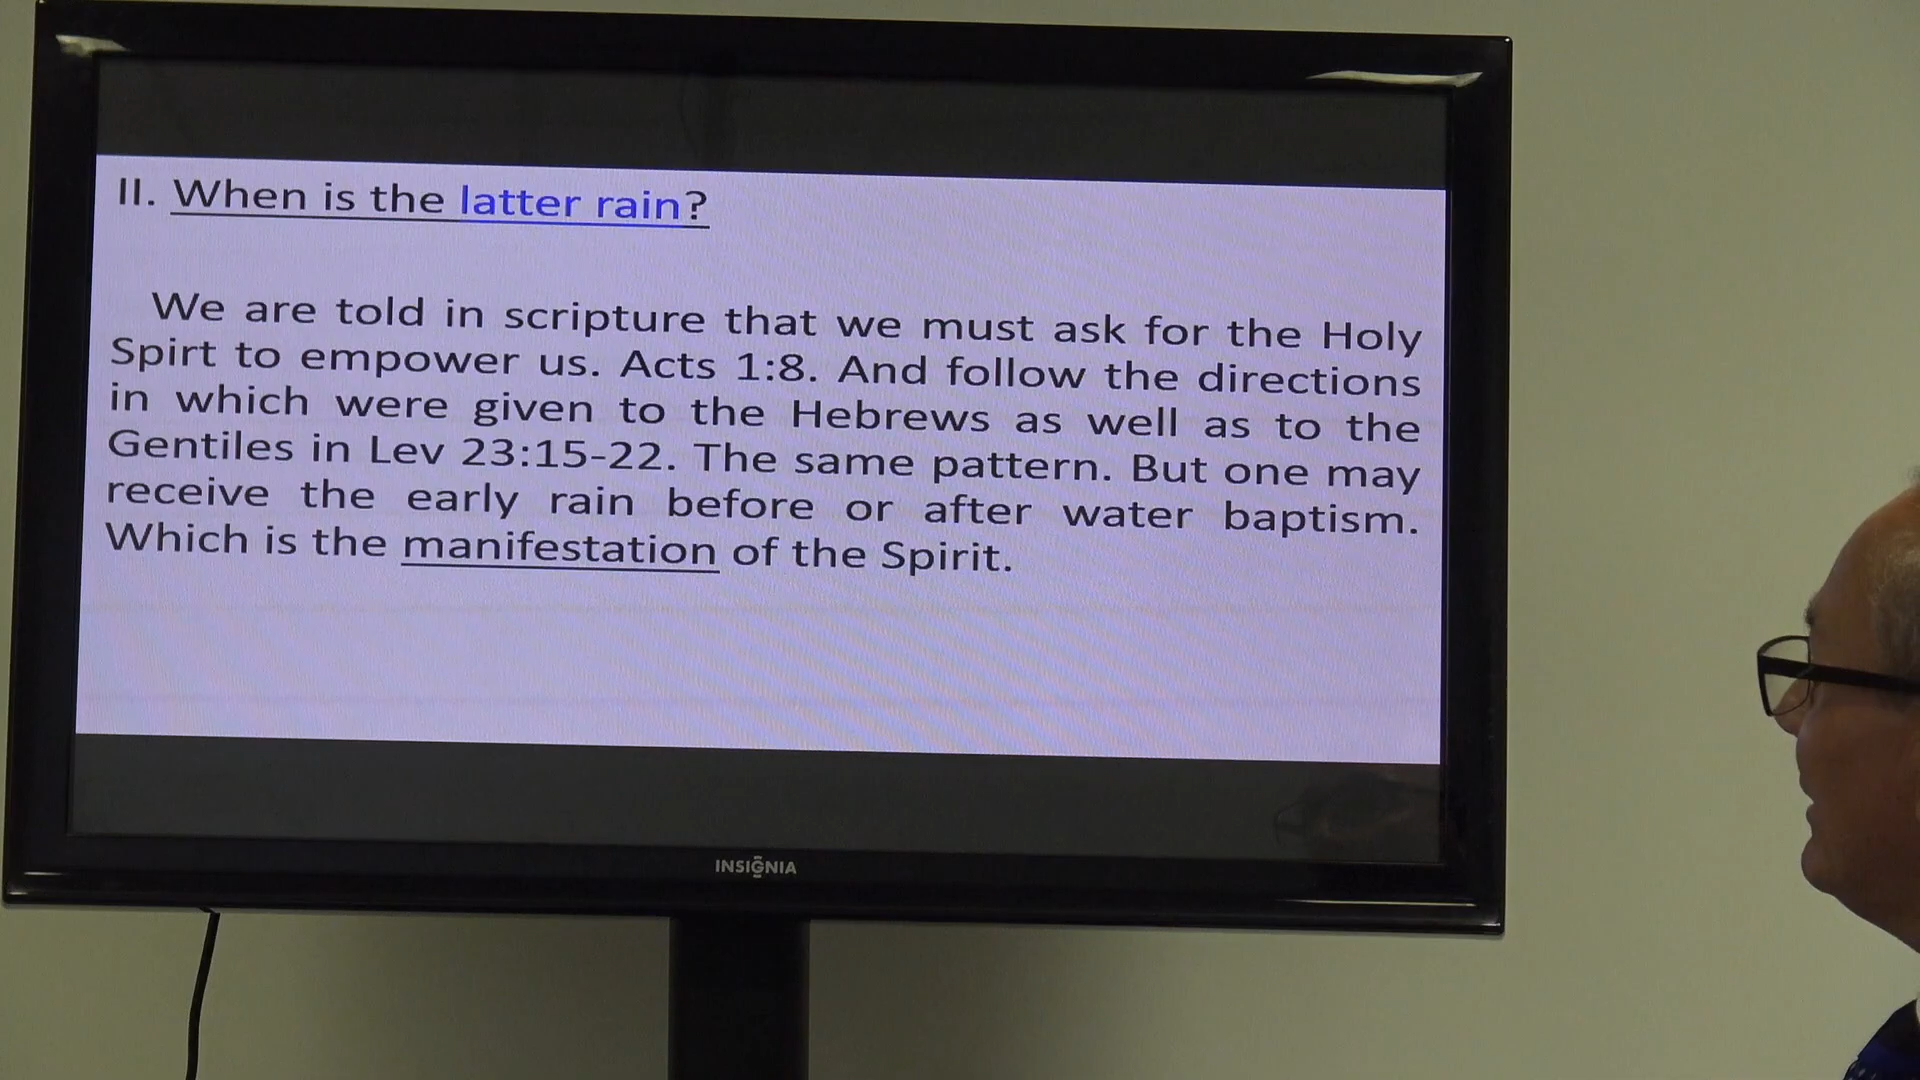 II. When is the latter rain?
We are told in scripture that we must ask for the Holy
Spirt to empower us. Acts 1:8. And follow the directions
in which were given to the Hebrews as well as to the
Gentiles in Lev 23:15-22. The same pattern. But one may
receive the early rain before or after water baptism.
Which is the manifestation of the Spirit.
INSIGNIA